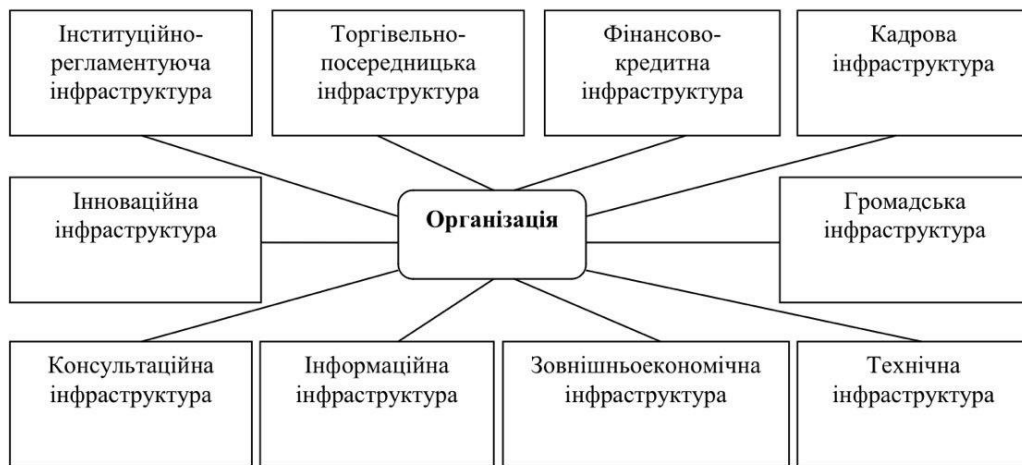 Інституційно-
регламентуюча
інфраструктура
Торгівельно-
посередницька
інфраструктура
Фінансово-
кредитна
інфраструктура
Кадрова
інфраструктура
Інноваційна
інфраструктура
Організація
Громадська
інфраструктура
Консультаційна
інфраструктура
Інформаційна
інфраструктура
Зовнішньоекономічна
інфраструктура
Технічна
інфраструктура